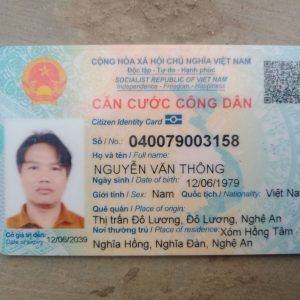 CỘNG HÒA XÃ HỘI CHỦ NGHĨA VIỆT NAM
Độc lập - Tự do - Hạnh phúc
SOCIALIST REPUBLIC OF VIET NAM
Independence - Freedom - Happiness
CĂN CƯỚC CÔNG DÂN
Citizen Identity Card
Số / No.: 040079003158
Họ và tên / Full name:
NGUYỄN VĂN THÔNG
Ngày sinh / Date of birth: 12/06/1979
Giới tính / Sex: Nam Quốc tịch / Nationality: Việt Na
Quê quán / Place of origin:
Thị trấn Đô Lương, Đô Lương, Nghệ An
Nơi thường trú / Place of residence: Xóm Hồng Tâm
Nghĩa Hồng, Nghĩa Đàn, Nghệ An
Có giá trị đến: 12/06/2039
Date of expiry